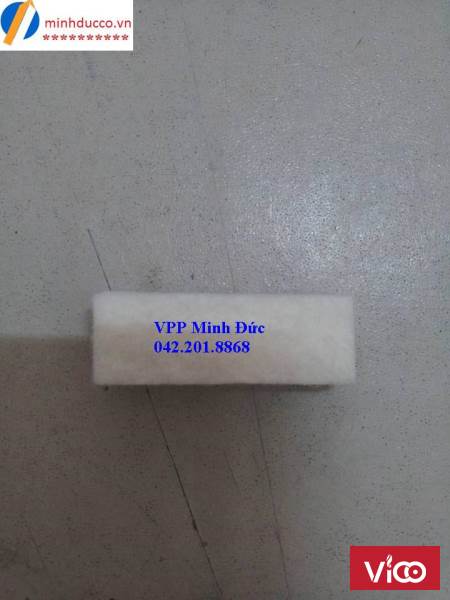 minhducco.vn
**********
VPP Minh Đức
042.201.8868
VICO